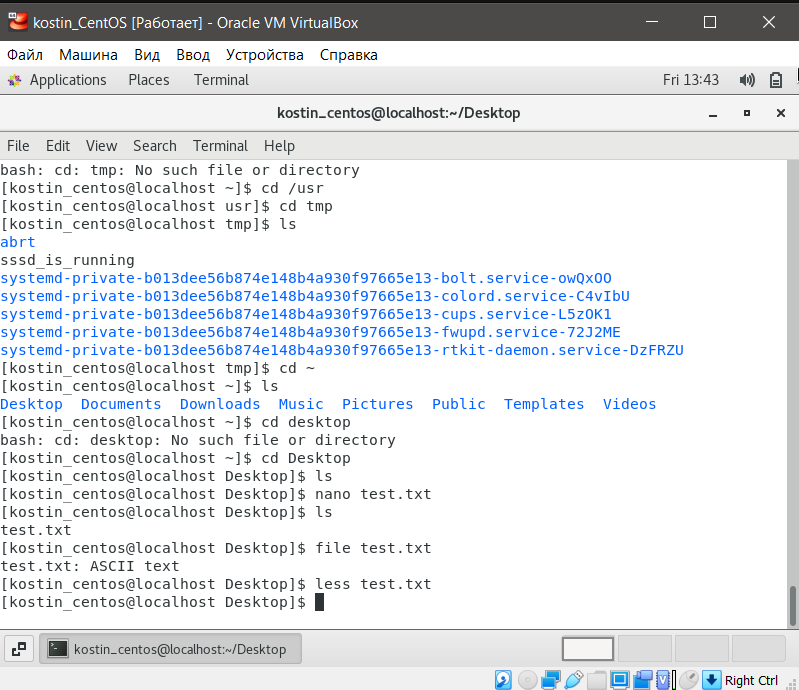 kostin_CentOS [Работает] - Oracle VM VirtualBox
Файл Машина Вид Ввод Устройства Справка
Applications Places Terminal Fri 13:43
kostin_centos@localhost:~/Desktop
File Edit View Search Terminal Help
bash: cd: tmp: No such file or directory
[kostin_centos@localhost ~]$ cd /usr
[kostin_centos@localhost usr]$ cd tmp
[kostin_centos@localhost tmp]$ ls
abrt
sssd_is_running
systemd-private-b013dee56b874e148b4a930f97665e13-bolt.service-owQxOO
systemd-private-b013dee56b874e148b4a930f97665e13-colord.service-C4vIbU
systemd-private-b013dee56b874e148b4a930f97665e13-cups.service-L5zOK1
systemd-private-b013dee56b874e148b4a930f97665e13-fwupd.service-72J2ME
systemd-private-b013dee56b874e148b4a930f97665e13-rtkit-daemon.service-DzFRZU
[kostin_centos@localhost tmp]$ cd ~
[kostin_centos@localhost ~]$ ls
Desktop Documents Downloads Music Pictures Public Templates Videos
[kostin_centos@localhost ~]$ cd desktop
bash: cd: desktop: No such file or directory
[kostin_centos@localhost ~]$ cd Desktop
[kostin_centos@localhost Desktop]$ ls
[kostin_centos@localhost Desktop]$ nano test.txt
[kostin_centos@localhost Desktop]$ ls
test.txt
[kostin_centos@localhost Desktop]$ file test.txt
test.txt: ASCII text
[kostin_centos@localhost Desktop]$ less test.txt
[kostin_centos@localhost Desktop]$
kostin_centos@localhost:~/Desktop
Right Ctrl